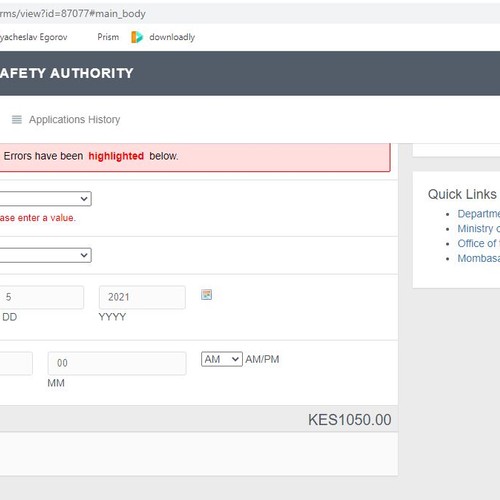 rms/view?id=87077#main_body
yacheslav Egorov Prism downloadly
AFETY AUTHORITY
Applications History
Errors have been highlighted below.
ase enter a value.
5 2021
DD YYYY
00 AM AM/PM
MM
KES1050.00
Quick Links
Departme
Ministry o
Office of
Mombasa